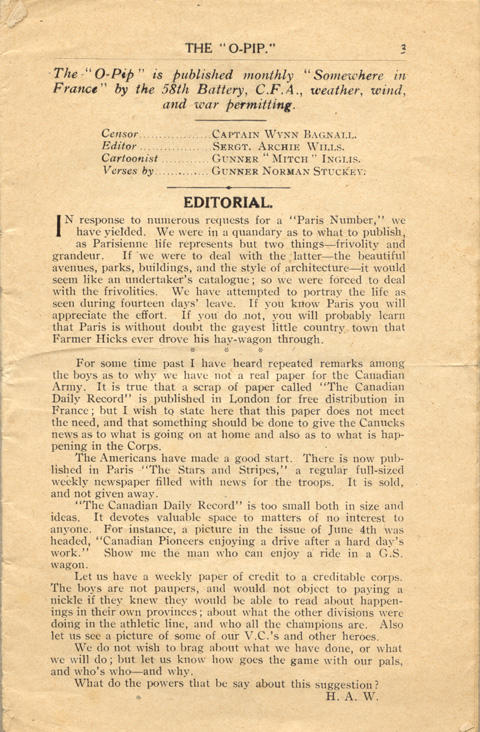 THE "O-PIP."
3
The "O-Pip" is published monthly "Somewhere in
France" by the 58th Battery, C.F.A., weather, wind,
and war permitting.
Censor..................CAPTAIN WYNN BAGNALL.
Editor..................SERGT. ARCHIE WILLS.
Cartoonist............GUNNER "MITCH" INGLIS.
Verses by..............GUNNER NORMAN STUCKEY.
EDITORIAL.
IN response to numerous requests for a "Paris Number," we
have yielded. We were in a quandary as to what to publish,
as Parisienne life represents but two things—frivolity and
grandeur. If we were to deal with the latter—the beautiful
avenues, parks, buildings, and the style of architecture—it would
seem like an undertaker's catalogue; so we were forced to deal
with the frivolities. We have attempted to portray the life as
seen during fourteen days' leave. If you know Paris you will
appreciate the effort. If you do not, you will probably learn
that Paris is without doubt the gayest little country town that
Farmer Hicks ever drove his hay-wagon through.
* * *
For some time past I have heard repeated remarks among
the boys as to why we have not a real paper for the Canadian
Army. It is true that a scrap of paper called "The Canadian
Daily Record" is published in London for free distribution in
France; but I wish to state here that this paper does not meet
the need, and that something should be done to give the Canucks
news as to what is going on at home and also as to what is hap-
pening in the Corps.
The Americans have made a good start. There is now pub-
lished in Paris "The Stars and Stripes," a regular full-sized
weekly newspaper filled with news for the troops. It is sold,
and not given away.
"The Canadian Daily Record" is too small both in size and
ideas. It devotes valuable space to matters of no interest to
anyone. For instance, a picture in the issue of June 4th was
headed, "Canadian Pioneers enjoying a drive after a hard day's
work." Show me the man who can enjoy a ride in a G.S.
wagon.
Let us have a weekly paper of credit to a creditable corps.
The boys are not paupers, and would not object to paying a
nickle if they knew they would be able to read about happen-
ings in their own provinces; about what the other divisions were
doing in the athletic line, and who all the champions are. Also
let us see a picture of some of our V.C.'s and other heroes.
We do not wish to brag about what we have done, or what
we will do; but let us know how goes the game with our pals,
and who's who—and why.
What do the powers that be say about this suggestion?
H. A. W.